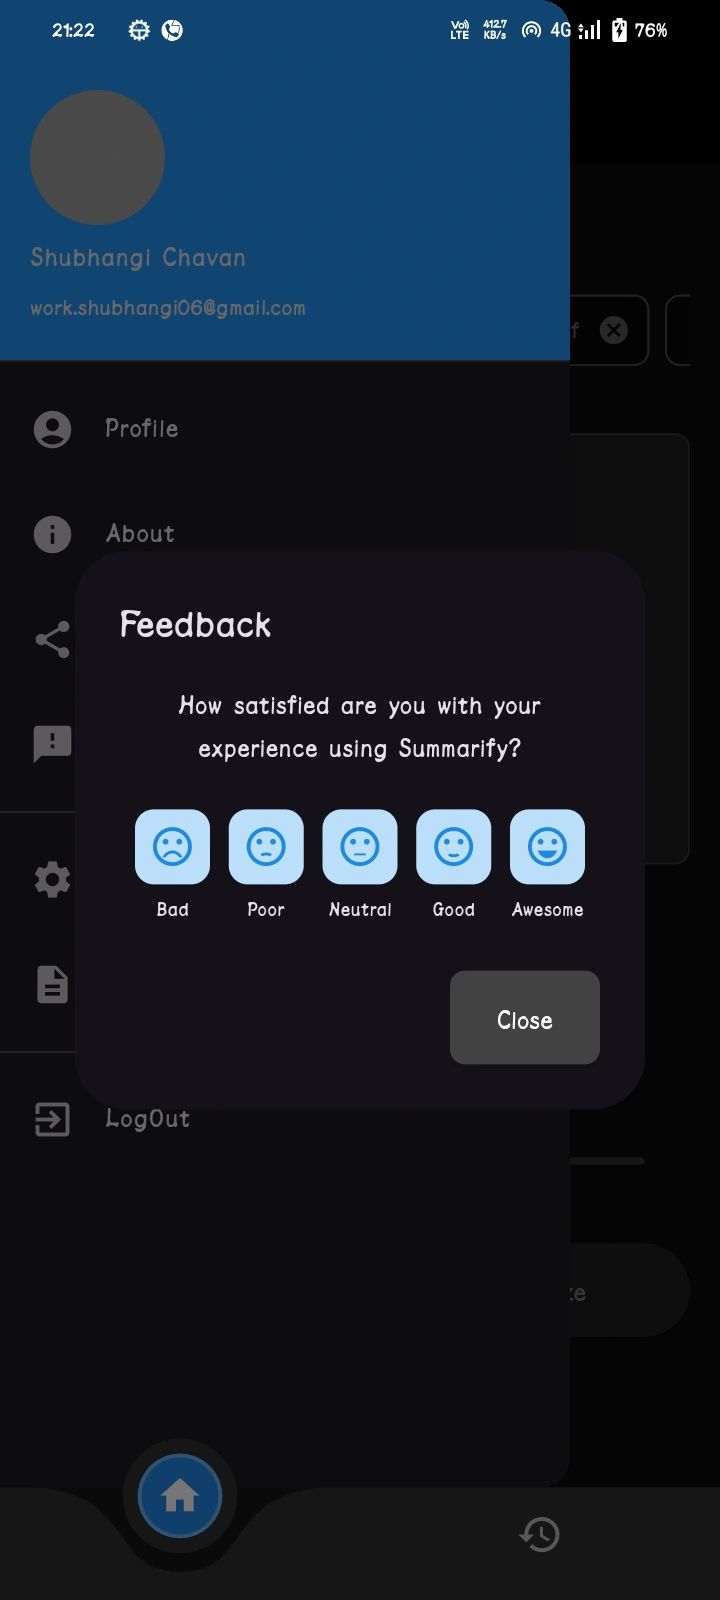 21:22
Vo) LTE
412.7 KB/s
4G
76%
Shubhangi Chavan
work.shubhangi06@gmail.com
f
Profile
About
Feedback
How satisfied are you with your
experience using Summarify?
Bad Poor Neutral Good Awesome
Close
LogOut